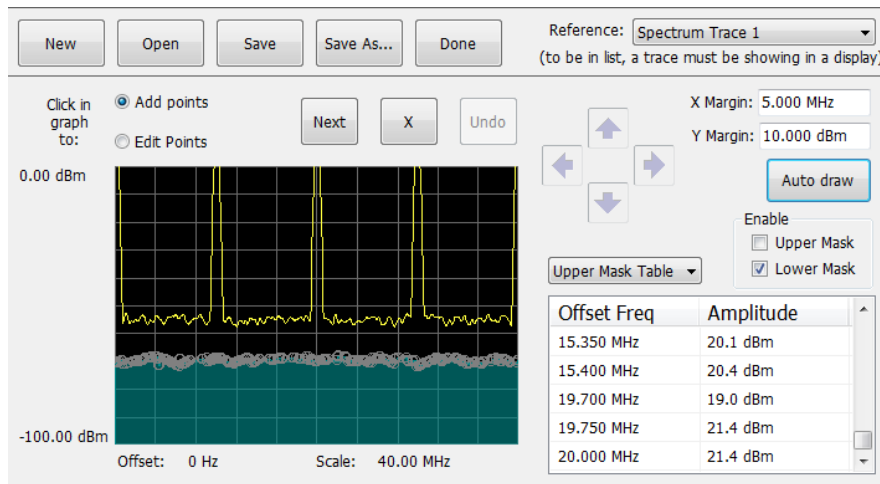 New Open Save Save As... Done
Reference: Spectrum Trace 1
(to be in list, a trace must be showing in a display)
Click in
graph
to:
Add points
Edit Points
Next X Undo
X Margin: 5.000 MHz
Y Margin: 10.000 dBm
Auto draw
Enable
Upper Mask
Lower Mask
0.00 dBm
-100.00 dBm
Offset: 0 Hz Scale: 40.00 MHz
Upper Mask Table
Offset Freq Amplitude
15.350 MHz 20.1 dBm
15.400 MHz 20.4 dBm
19.700 MHz 19.0 dBm
19.750 MHz 21.4 dBm
20.000 MHz 21.4 dBm